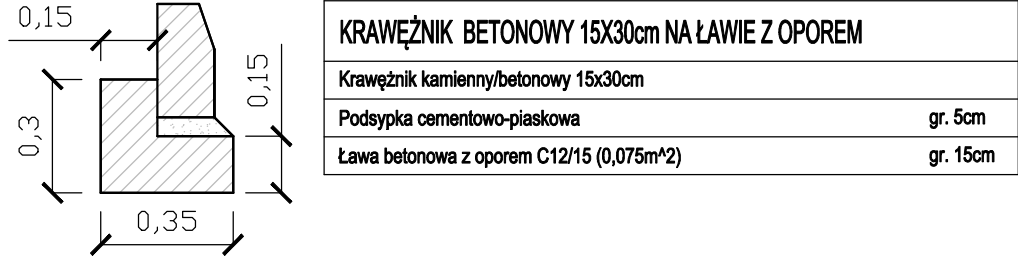 0,15
0,3
0,15
0,35
KRAWĘŻNIK BETONOWY 15X30cm NA ŁAWIE Z OPOREM
Krawężnik kamienny/betonowy 15x30cm
Podsypka cementowo-piaskowa gr. 5cm
Ława betonowa z oporem C12/15 (0,075m^2) gr. 15cm